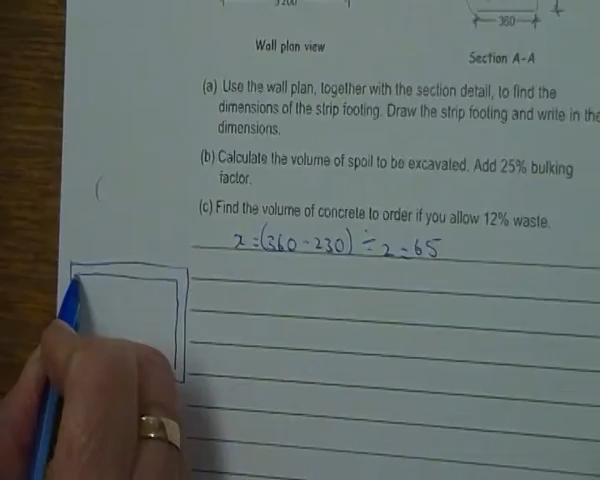 3200
360
Wall plan view
Section A-A
(a) Use the wall plan, together with the section detail, to find the
dimensions of the strip footing. Draw the strip footing and write in the
dimensions.
(b) Calculate the volume of spoil to be excavated. Add 25% bulking
factor.
(c) Find the volume of concrete to order if you allow 12% waste.
x = (360 - 230) ÷ 2 = 65